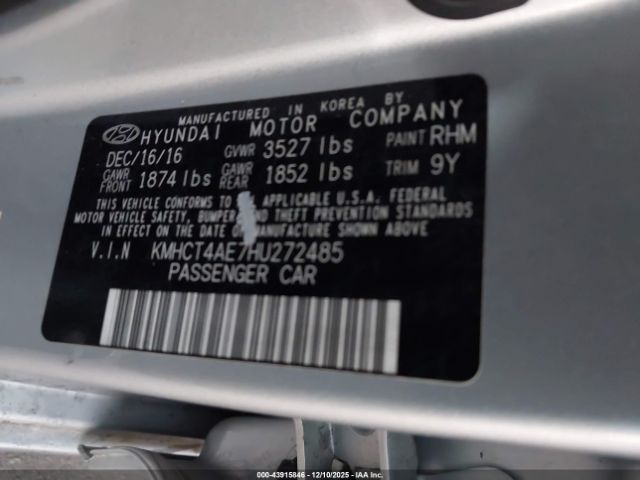 MANUFACTURED IN KOREA BY
HYUNDAI MOTOR COMPANY
DEC/16/16 GVWR 3527 lbs PAINT RHM
GAWR FRONT 1874 lbs GAWR REAR 1852 lbs TRIM 9Y
THIS VEHICLE CONFORMS TO ALL APPLICABLE U.S.A. FEDERAL
MOTOR VEHICLE SAFETY, BUMPER AND THEFT PREVENTION STANDARDS
IN EFFECT ON THE DATE OF MANUFACTURE SHOWN ABOVE.
V.I.N KMHCT4AE7HU272485
PASSENGER CAR
000-43915846 - 12/10/2025 - IAAI.com